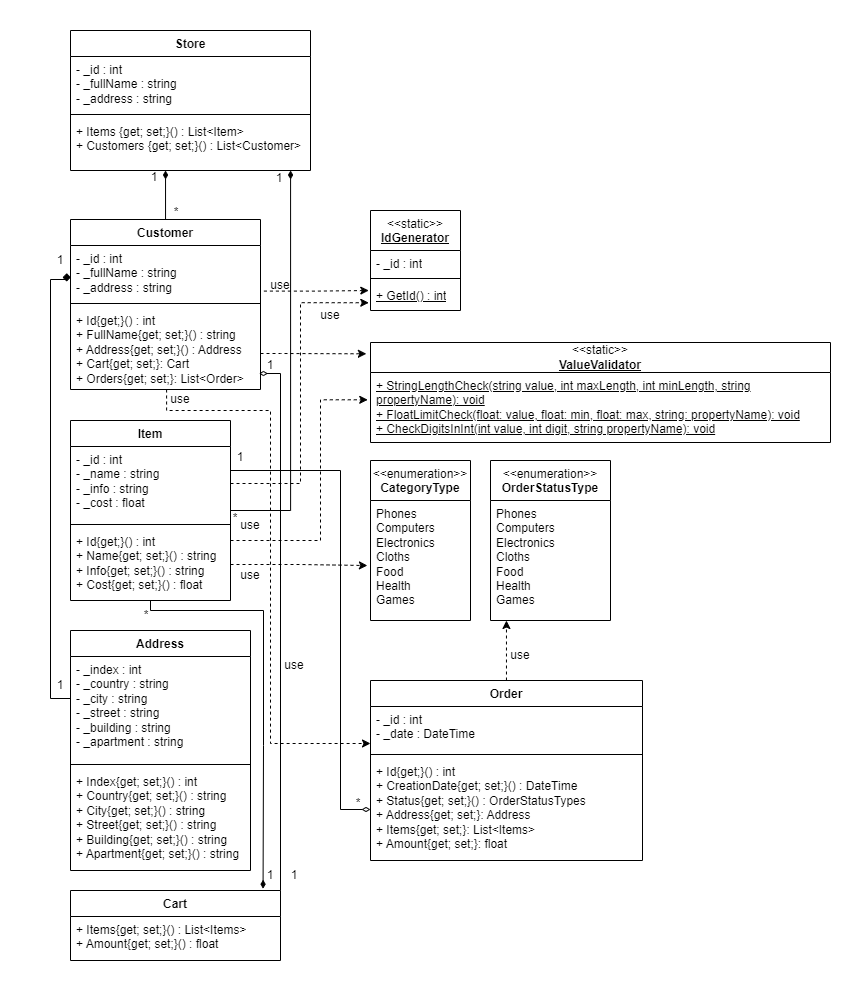 Store
- _id : int
- _fullName : string
- _address : string
+ Items {get; set;}() : List<Item>
+ Customers {get; set;}() : List<Customer>
1
1
*
Customer
- _id : int
- _fullName : string
- _address : string
+ Id{get;}() : int
+ FullName{get; set;}() : string
+ Address{get; set;}() : Address
+ Cart{get; set;}: Cart
+ Orders{get; set;}: List<Order>
1
use
use
1
use
<<static>>
IdGenerator
- _id : int
+ GetId() : int
<<static>>
ValueValidator
+ StringLengthCheck(string value, int maxLength, int minLength, string
propertyName): void
+ FloatLimitCheck(float: value, float: min, float: max, string: propertyName): void
+ CheckDigitsInInt(int value, int digit, string propertyName): void
Item
- _id : int
- _name : string
- _info : string
- _cost : float
+ Id{get;}() : int
+ Name{get; set;}() : string
+ Info{get; set;}() : string
+ Cost{get; set;}() : float
1
*
use
use
*
<<enumeration>>
CategoryType
Phones
Computers
Electronics
Cloths
Food
Health
Games
<<enumeration>>
OrderStatusType
Phones
Computers
Electronics
Cloths
Food
Health
Games
use
use
Address
- _index : int
- _country : string
- _city : string
- _street : string
- _building : string
- _apartment : string
+ Index{get; set;}() : int
+ Country{get; set;}() : string
+ City{get; set;}() : string
+ Street{get; set;}() : string
+ Building{get; set;}() : string
+ Apartment{get; set;}() : string
1
Order
- _id : int
- _date : DateTime
+ Id{get;}() : int
+ CreationDate{get; set;}() : DateTime
+ Status{get; set;}() : OrderStatusTypes
+ Address{get; set;}: Address
+ Items{get; set;}: List<Items>
+ Amount{get; set;}: float
*
1
1
Cart
+ Items{get; set;}() : List<Items>
+ Amount{get; set;}() : float